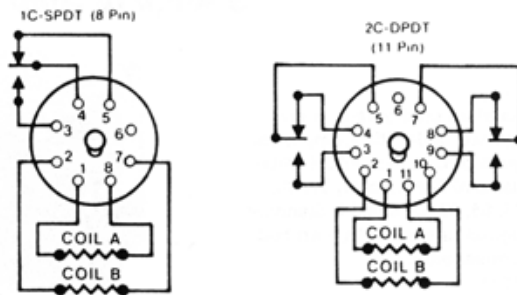 1C-SPDT (8 Pin)
4 5
3 6
2 7
1 8
COIL A
COIL B
2C-DPDT
(11 Pin)
5 6 7
4 8
3 9
2 10
1 11
COIL A
COIL B